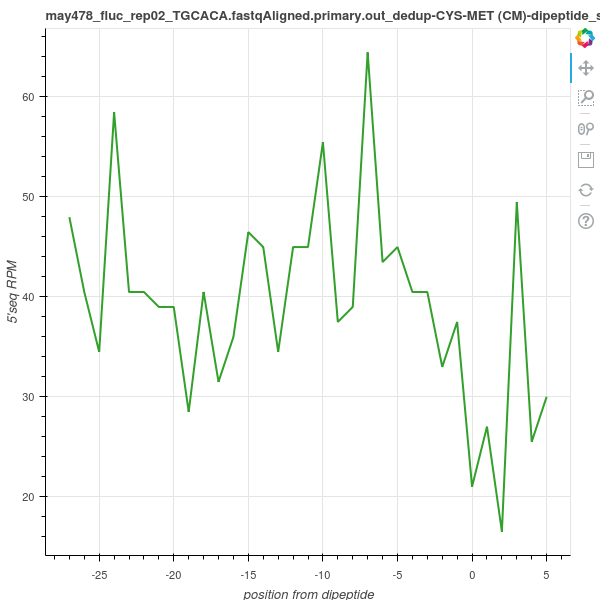 may478_fluc_rep02_TGCACA.fastqAligned.primary.out_dedup-CYS-MET (CM)-dipeptide_s
60
50
40
30
20
5'seq RPM
-25 -20 -15 -10 -5 0 5
position from dipeptide